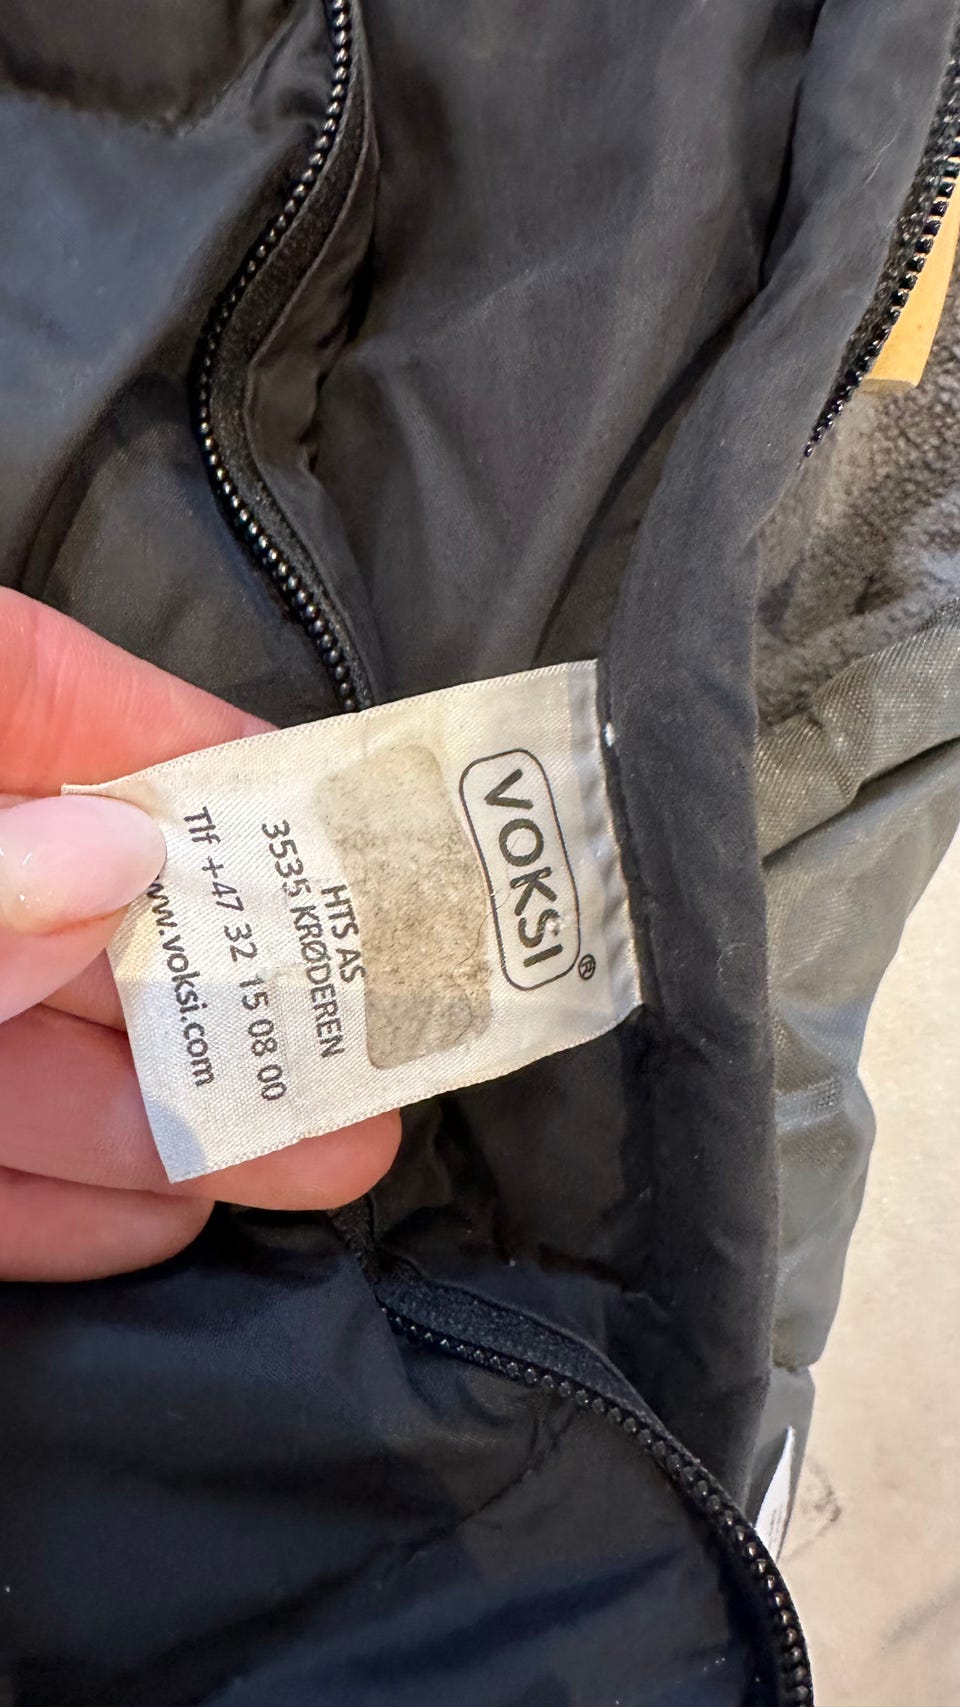 VOKSI®
HTS AS
3535 KRØDEREN
Tlf +47 32 15 08 00
www.voksi.com